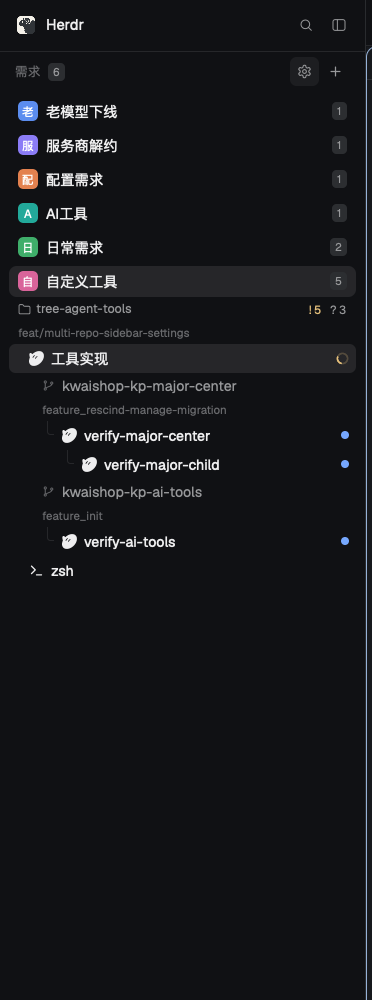 Herdr
需求 6
老 老模型下线 1
服 服务商解约 1
配 配置需求 1
A AI工具 1
日 日常需求 2
自 自定义工具 5
tree-agent-tools !5 ?3
feat/multi-repo-sidebar-settings
工具实现
kwaishop-kp-major-center
feature_rescind-manage-migration
verify-major-center
verify-major-child
kwaishop-kp-ai-tools
feature_init
verify-ai-tools
zsh